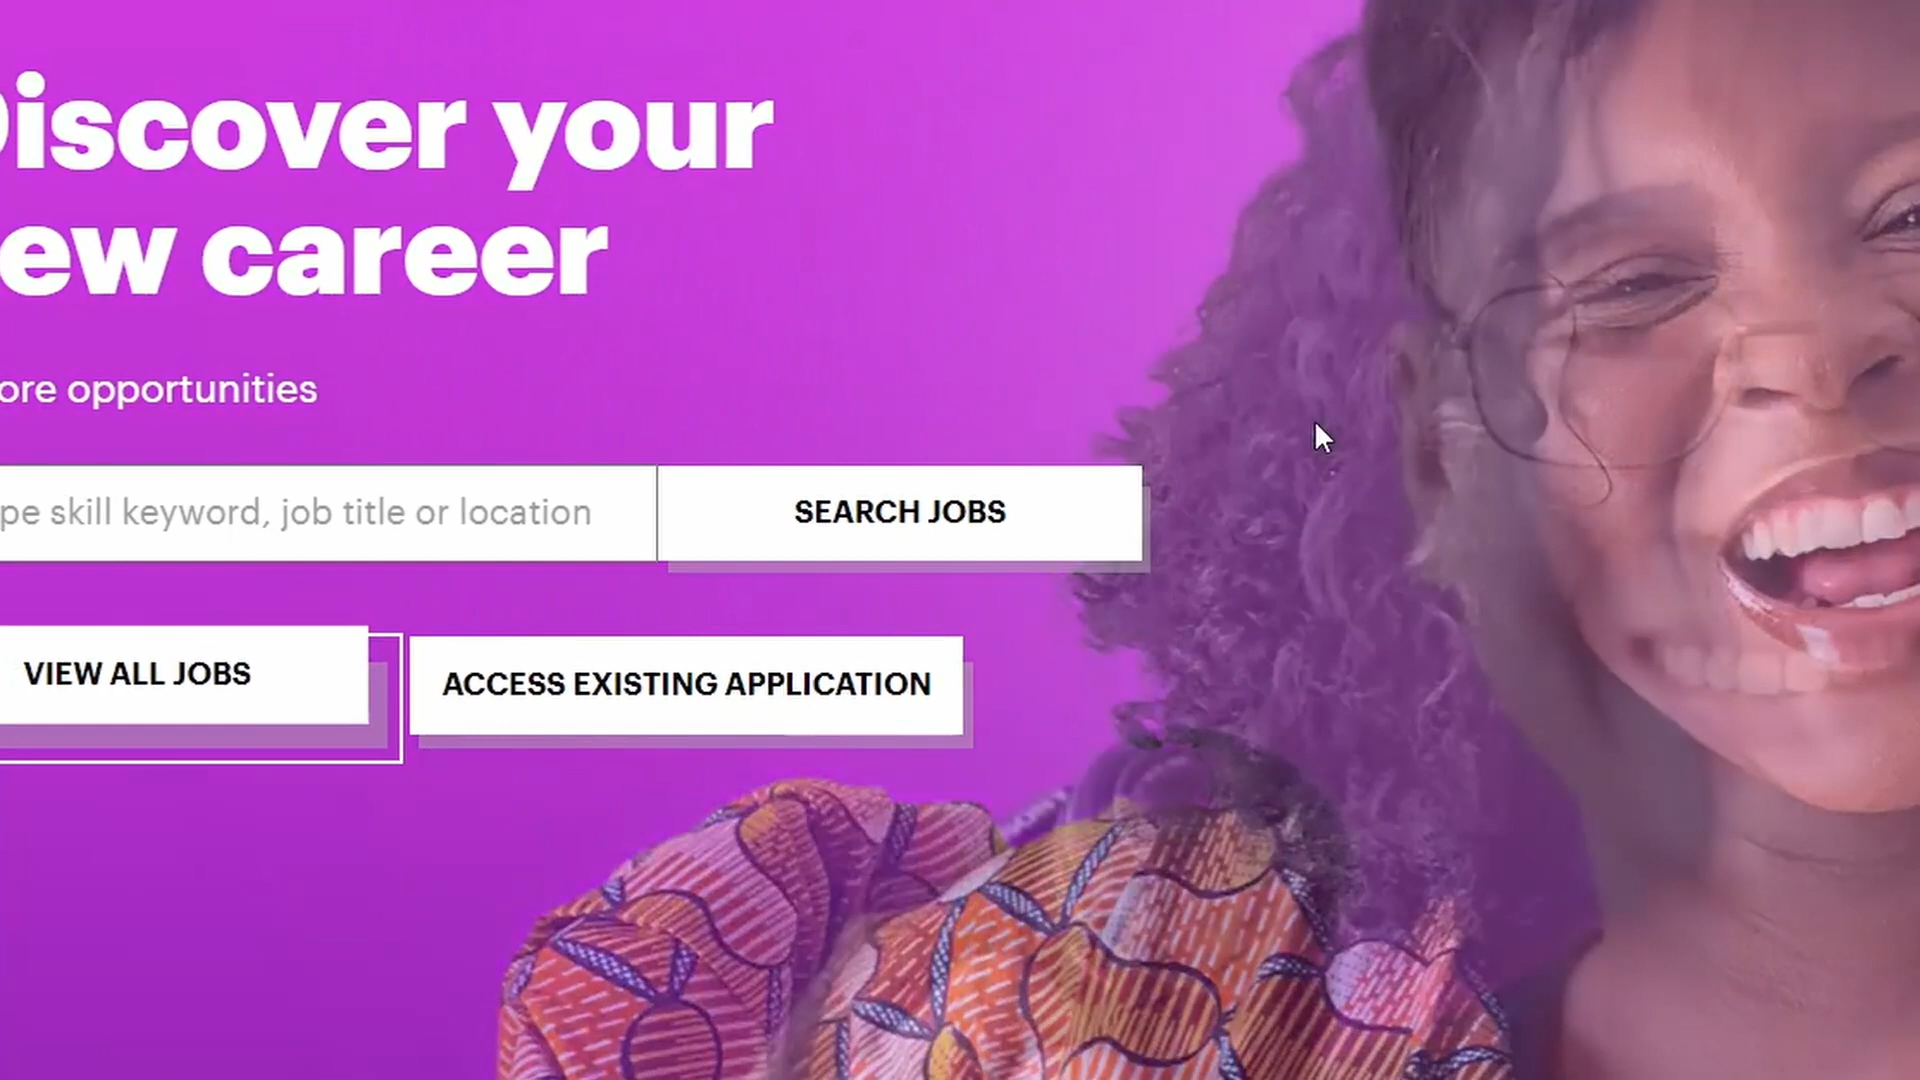 Discover your
ew career
ore opportunities
pe skill keyword, job title or location
SEARCH JOBS
VIEW ALL JOBS
ACCESS EXISTING APPLICATION